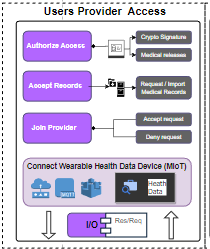 Users Provider Access
Authorize Access
Crypto Signature
Medical releases
Accept Records
Request / Import
Medical Records
Join Provider
Accept request
Deny request
Connect Wearable Health Data Device (MIoT)
Heath
Data
I/O
Res/Req